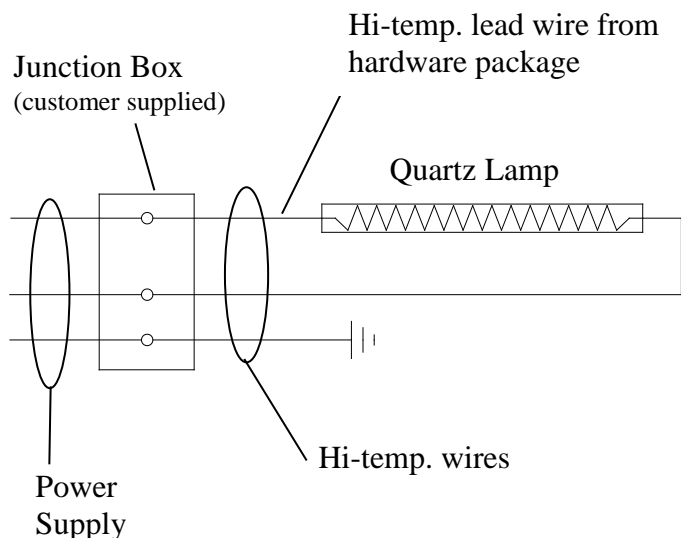 Hi-temp. lead wire from
hardware package
Junction Box
(customer supplied)
Quartz Lamp
Hi-temp. wires
Power
Supply